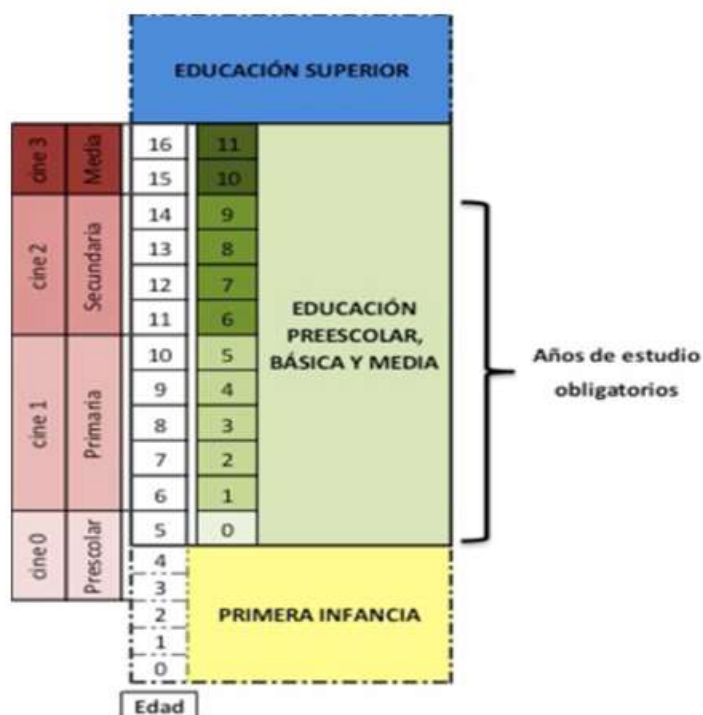 EDUCACIÓN SUPERIOR
cine 3
Media
16
11
15
10
cine 2
Secundaria
14
9
13
8
12
7
11
6
cine 1
Primaria
10
5
9
4
8
3
7
2
6
1
cine 0
Prescolar
5
0
4
3
2
1
0
EDUCACIÓN
PREESCOLAR,
BÁSICA Y MEDIA
Años de estudio
obligatorios
PRIMERA INFANCIA
Edad